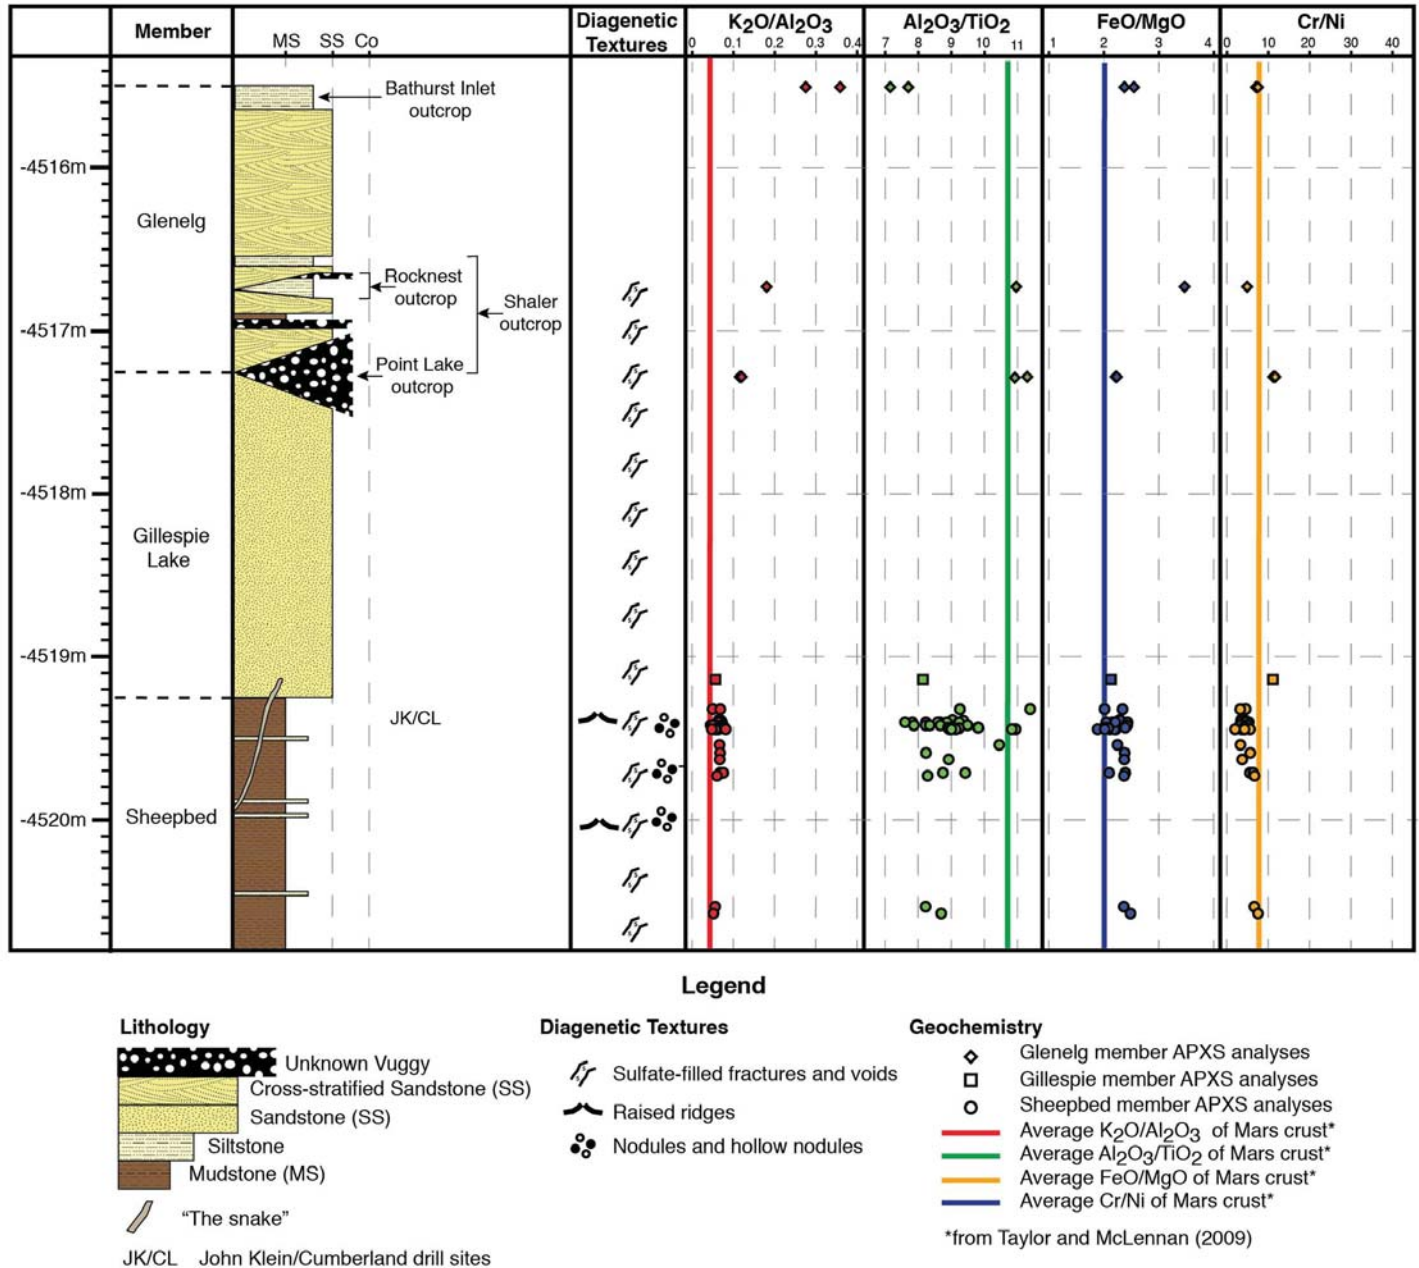 Member
MS SS Co
Diagenetic
Textures
K2O/Al2O3
0 0.1 0.2 0.3 0.4
Al2O3/TiO2
7 8 9 10 11
FeO/MgO
1 2 3 4
Cr/Ni
0 10 20 30 40
Bathurst Inlet
outcrop
-4516m
Glenelg
Rocknest
outcrop
Shaler
outcrop
-4517m
Point Lake
outcrop
-4518m
Gillespie
Lake
-4519m
JK/CL
Sheepbed
-4520m
Legend
Lithology
Unknown Vuggy
Cross-stratified Sandstone (SS)
Sandstone (SS)
Siltstone
Mudstone (MS)
“The snake”
JK/CL John Klein/Cumberland drill sites
Diagenetic Textures
Sulfate-filled fractures and voids
Raised ridges
Nodules and hollow nodules
Geochemistry
Glenelg member APXS analyses
Gillespie member APXS analyses
Sheepbed member APXS analyses
Average K2O/Al2O3 of Mars crust*
Average Al2O3/TiO2 of Mars crust*
Average FeO/MgO of Mars crust*
Average Cr/Ni of Mars crust*
*from Taylor and McLennan (2009)